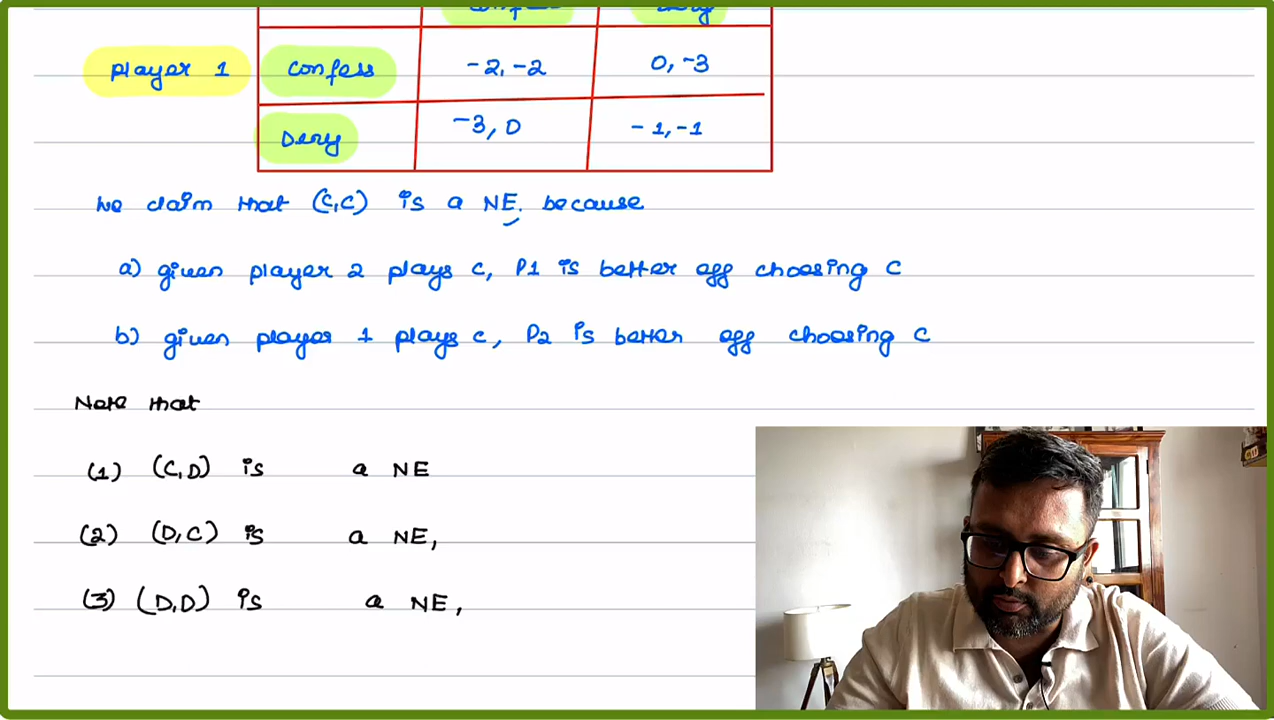 Confess Deny
Player 1 Confess -2, -2 0, -3
Deny -3, 0 -1, -1
We claim that (C,C) is a NE. because
a) given player 2 plays C, P1 is better off choosing C
b) given player 1 plays C, P2 is better off choosing C
Note that
(1) (C,D) is a NE
(2) (D,C) is a NE,
(3) (D,D) is a NE,